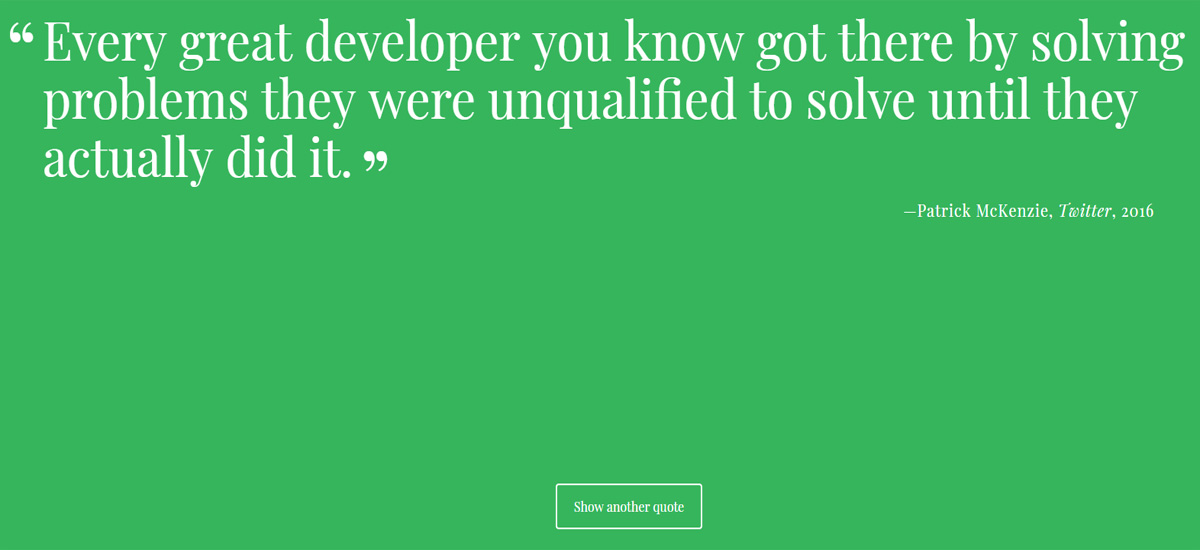 “ Every great developer you know got there by solving
problems they were unqualified to solve until they
actually did it. ”
—Patrick McKenzie, Twitter, 2016
Show another quote